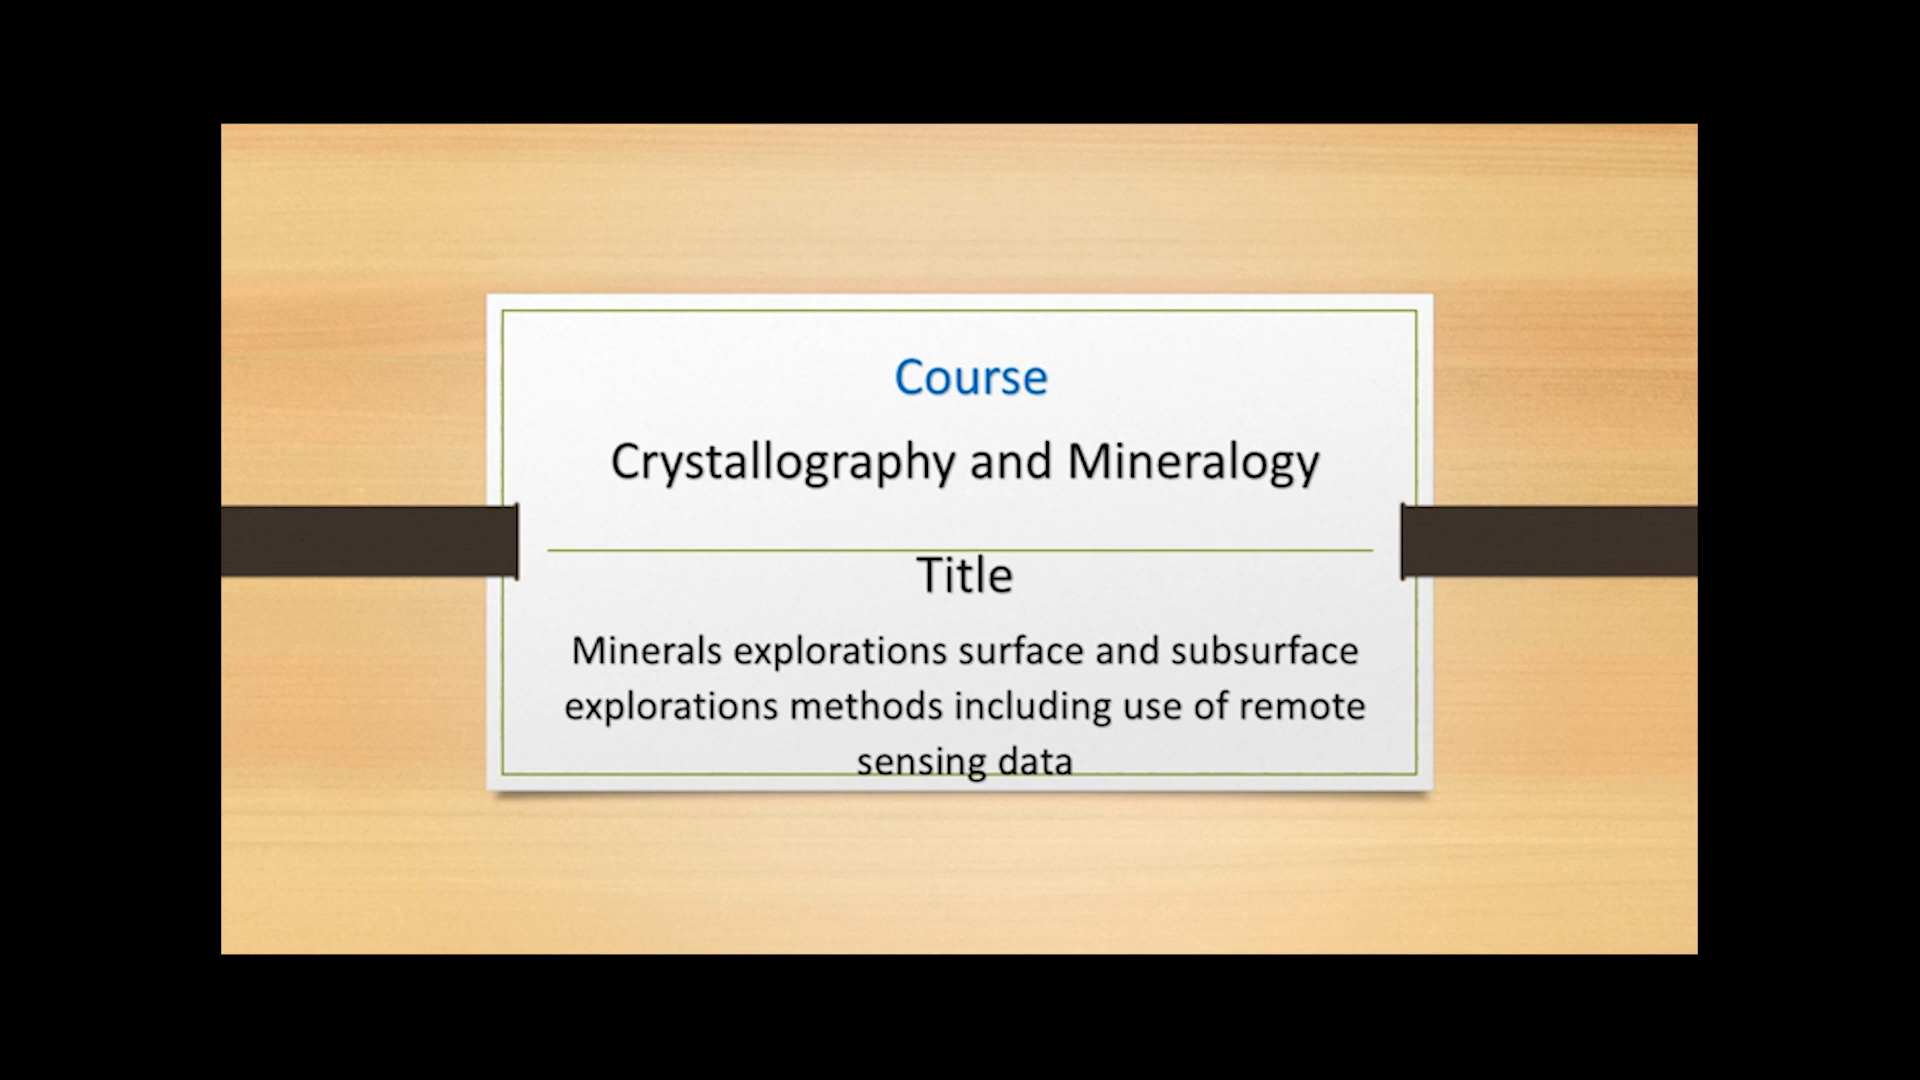 Course
Crystallography and Mineralogy
Title
Minerals explorations surface and subsurface
explorations methods including use of remote
sensing data